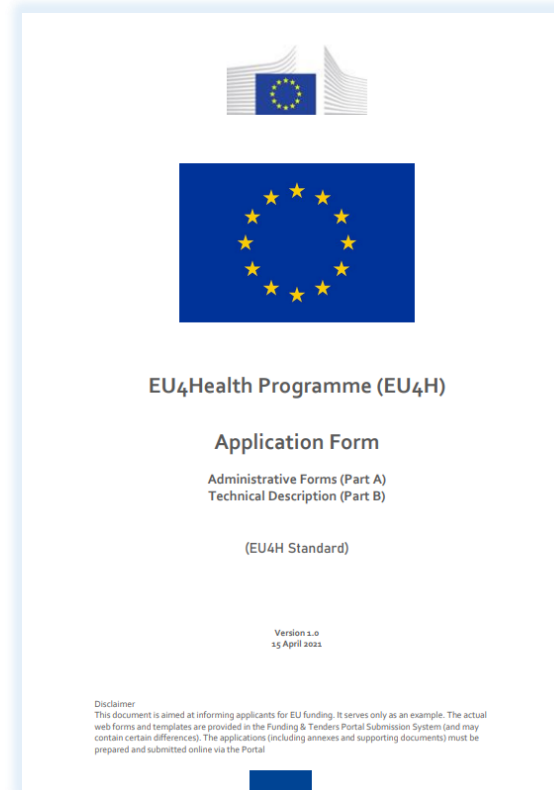 EU4Health Programme (EU4H)
Application Form
Administrative Forms (Part A)
Technical Description (Part B)
(EU4H Standard)
Version 1.0
15 April 2021
Disclaimer
This document is aimed at informing applicants for EU funding. It serves only as an example. The actual
web forms and templates are provided in the Funding & Tenders Portal Submission System (and may
contain certain differences). The applications (including annexes and supporting documents) must be
prepared and submitted online via the Portal